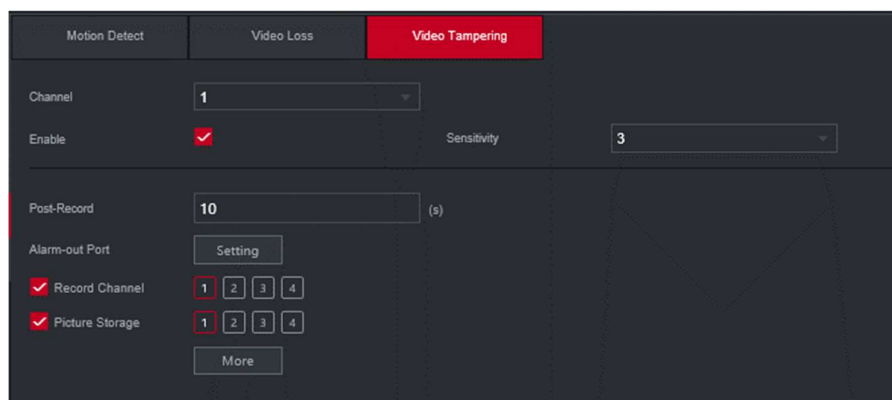 Motion Detect Video Loss Video Tampering
Channel 1
Enable Sensitivity 3
Post-Record 10 (s)
Alarm-out Port Setting
Record Channel 1 2 3 4
Picture Storage 1 2 3 4
More